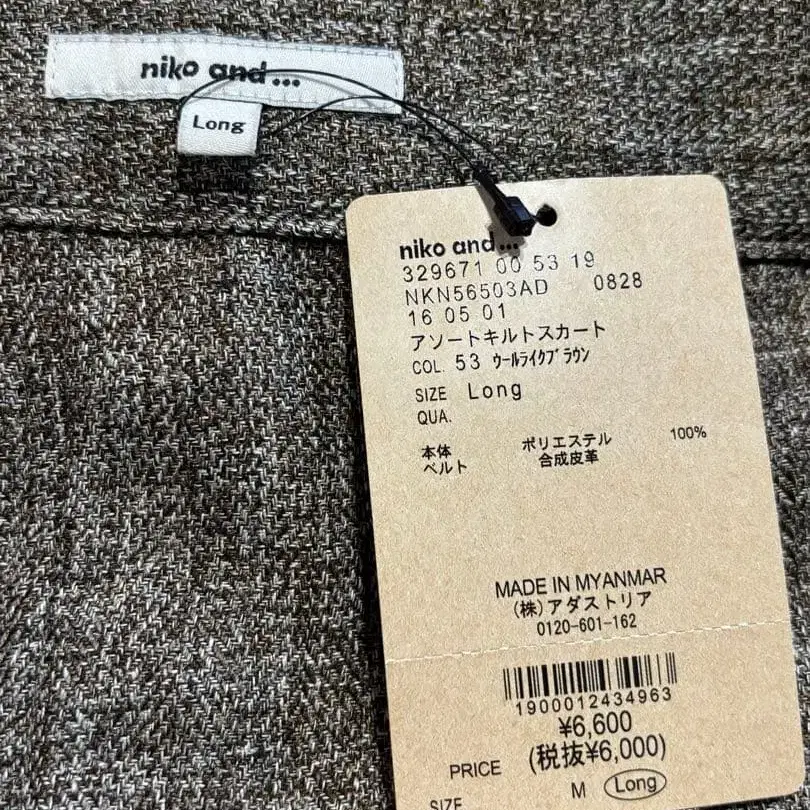 niko and...
Long
niko and...
329671 00 53 19
NKN56503AD 0828
16 05 01
アソートキルトスカート
COL. 53 ウールライクブラウン
SIZE Long
QUA.
本体 ポリエステル 100%
ベルト 合成皮革
MADE IN MYANMAR
(株)アダストリア
0120-601-162
1900012434963
¥6,600
PRICE (税抜¥6,000)
SIZE M Long